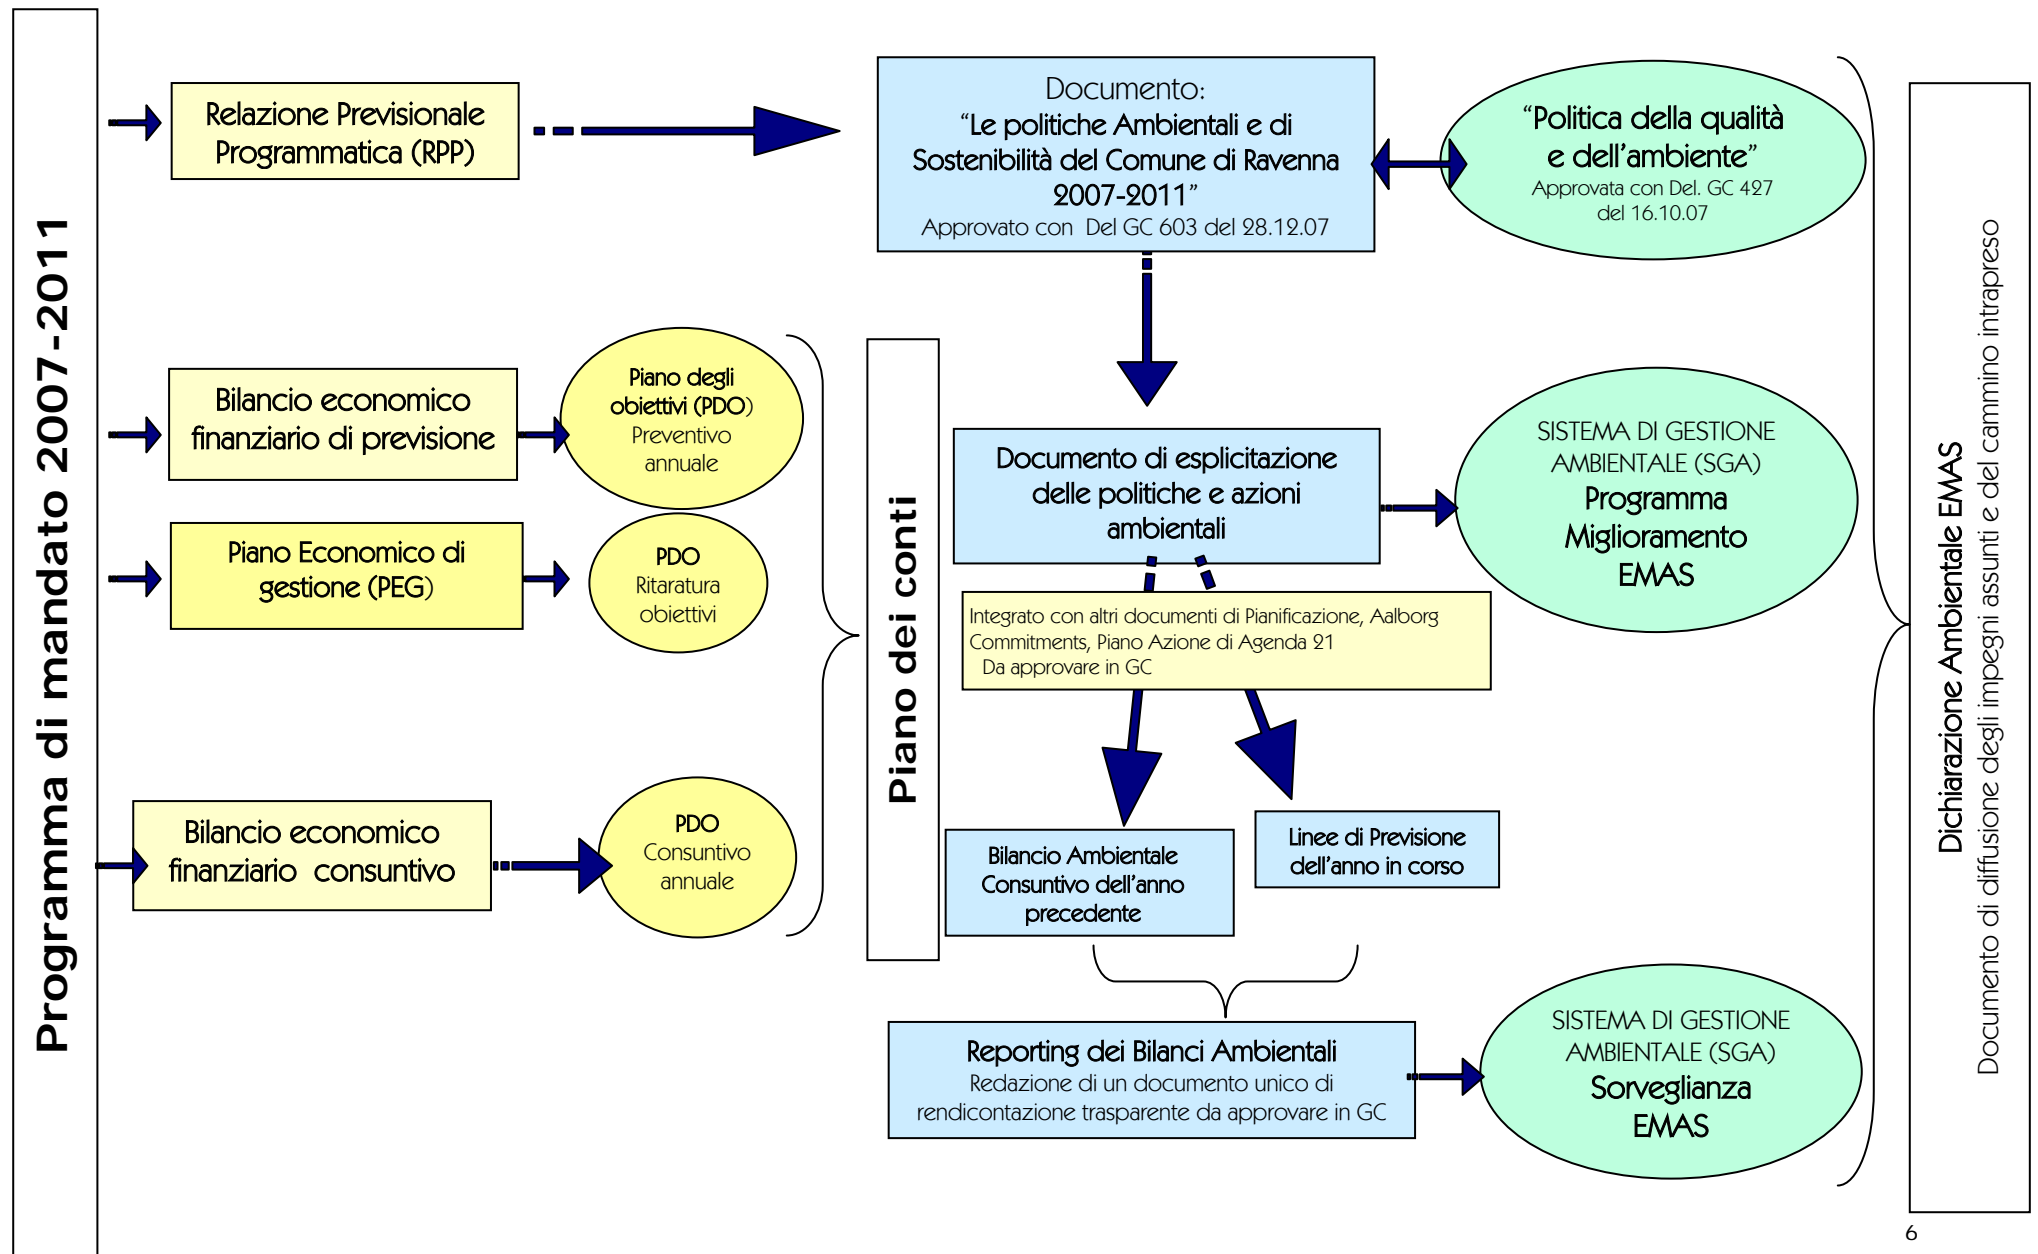 Programma di mandato 2007-2011
Relazione Previsionale
Programmatica (RPP)
Documento:
“Le politiche Ambientali e di
Sostenibilità del Comune di Ravenna
2007-2011”
Approvato con Del GC 603 del 28.12.07
“Politica della qualità
e dell’ambiente”
Approvata con Del. GC 427
del 16.10.07
Bilancio economico
finanziario di previsione
Piano degli
obiettivi (PDO)
Preventivo
annuale
Piano Economico di
gestione (PEG)
PDO
Ritaratura
obiettivi
Bilancio economico
finanziario consuntivo
PDO
Consuntivo
annuale
Piano dei conti
Documento di esplicitazione
delle politiche e azioni
ambientali
SISTEMA DI GESTIONE
AMBIENTALE (SGA)
Programma
Miglioramento
EMAS
Integrato con altri documenti di Pianificazione, Aalborg
Commitments, Piano Azione di Agenda 21
Da approvare in GC
Bilancio Ambientale
Consuntivo dell’anno
precedente
Linee di Previsione
dell’anno in corso
Reporting dei Bilanci Ambientali
Redazione di un documento unico di
rendicontazione trasparente da approvare in GC
SISTEMA DI GESTIONE
AMBIENTALE (SGA)
Sorveglianza
EMAS
Dichiarazione Ambientale EMAS
Documento di diffusione degli impegni assunti e del cammino intrapreso
6